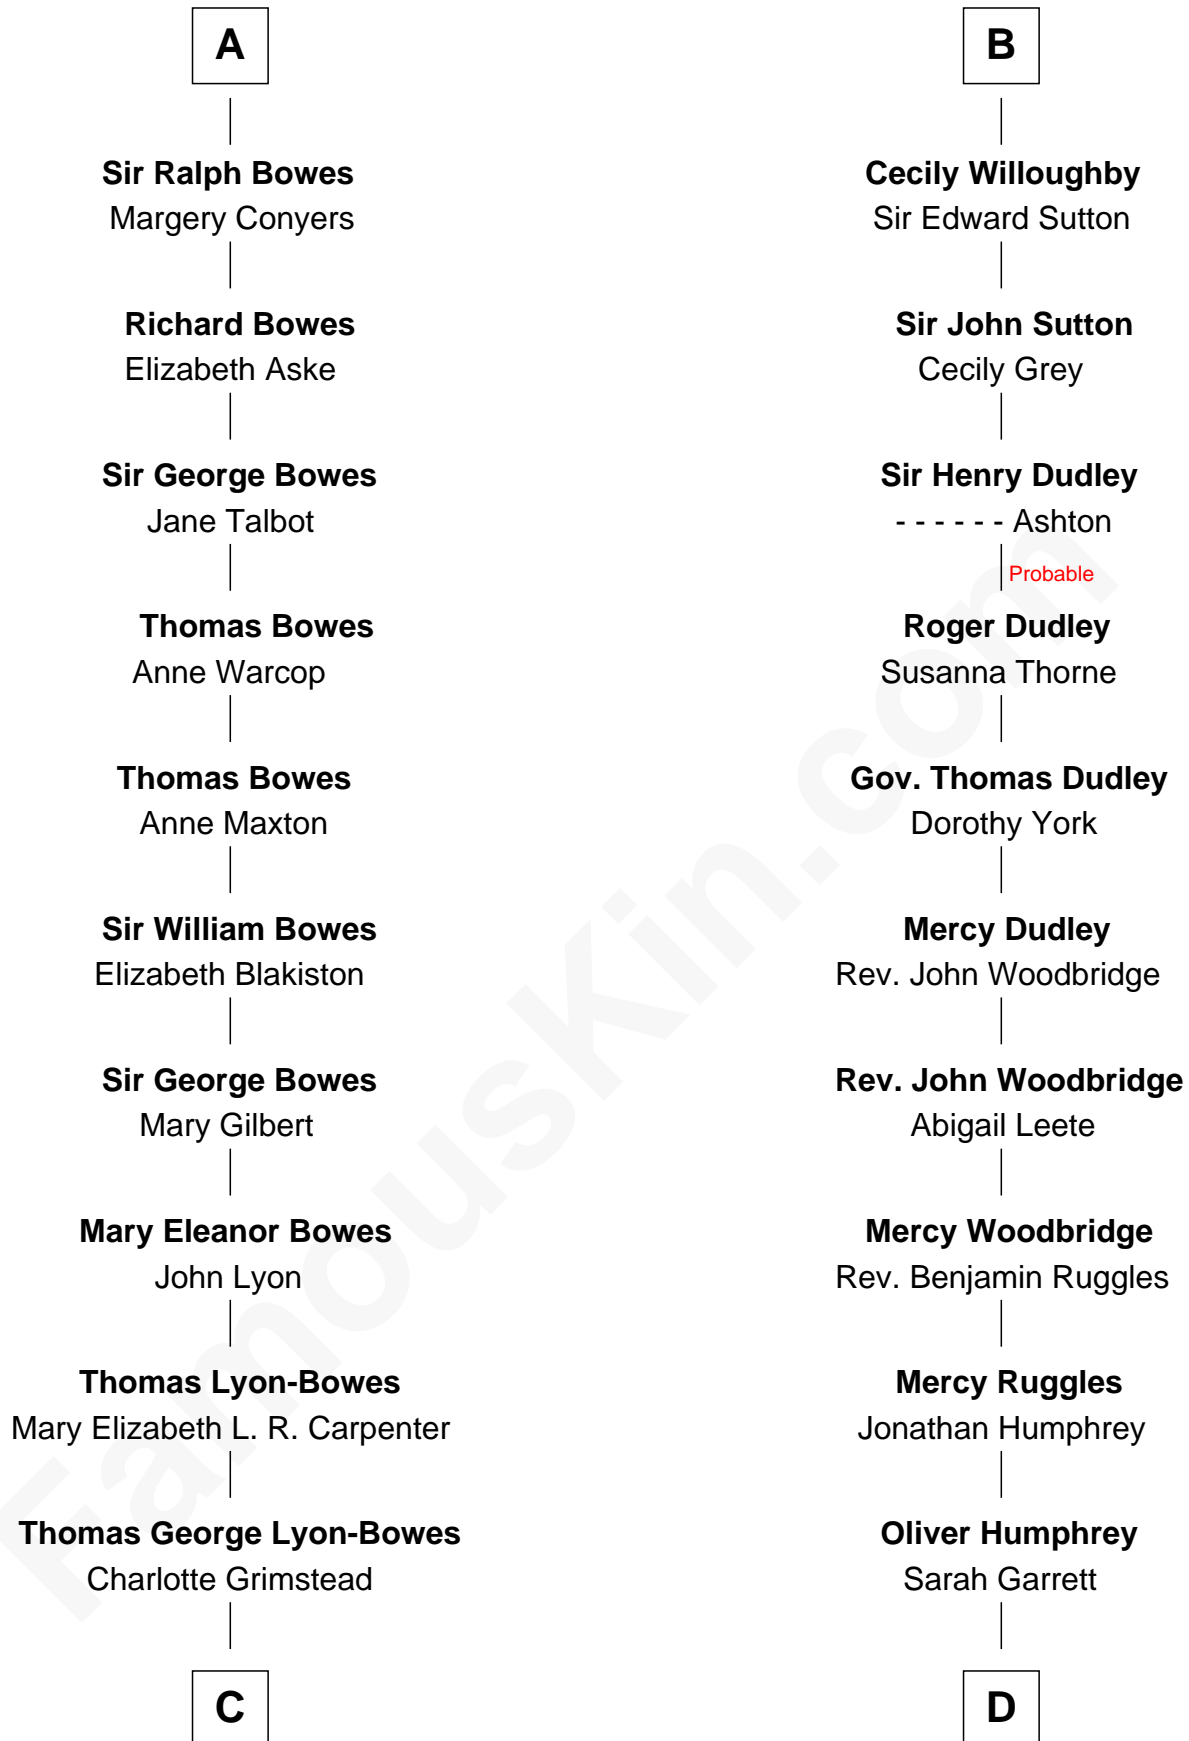 A
Sir Ralph Bowes
Margery Conyers
Richard Bowes
Elizabeth Aske
Sir George Bowes
Jane Talbot
Thomas Bowes
Anne Warcop
Thomas Bowes
Anne Maxton
Sir William Bowes
Elizabeth Blakiston
Sir George Bowes
Mary Gilbert
Mary Eleanor Bowes
John Lyon
Thomas Lyon-Bowes
Mary Elizabeth L. R. Carpenter
Thomas George Lyon-Bowes
Charlotte Grimstead
C
B
Cecily Willoughby
Sir Edward Sutton
Sir John Sutton
Cecily Grey
Sir Henry Dudley
- - - - - - Ashton
Probable
Roger Dudley
Susanna Thorne
Gov. Thomas Dudley
Dorothy York
Mercy Dudley
Rev. John Woodbridge
Rev. John Woodbridge
Abigail Leete
Mercy Woodbridge
Rev. Benjamin Ruggles
Mercy Ruggles
Jonathan Humphrey
Oliver Humphrey
Sarah Garrett
D
FamousKin.com